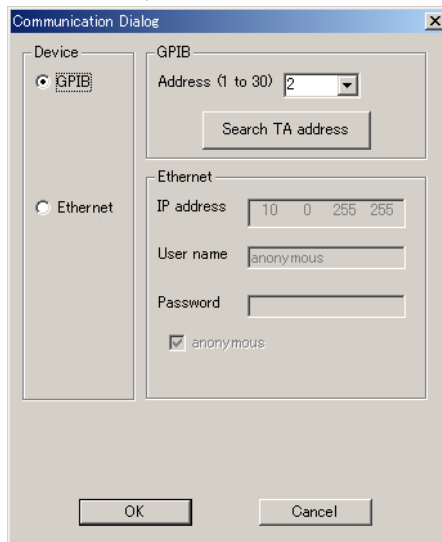 Communication Dialog
Device
GPIB
Ethernet
GPIB
Address (1 to 30) 2
Search TA address
Ethernet
IP address 10 0 255 255
User name anonymous
Password
anonymous
OK Cancel